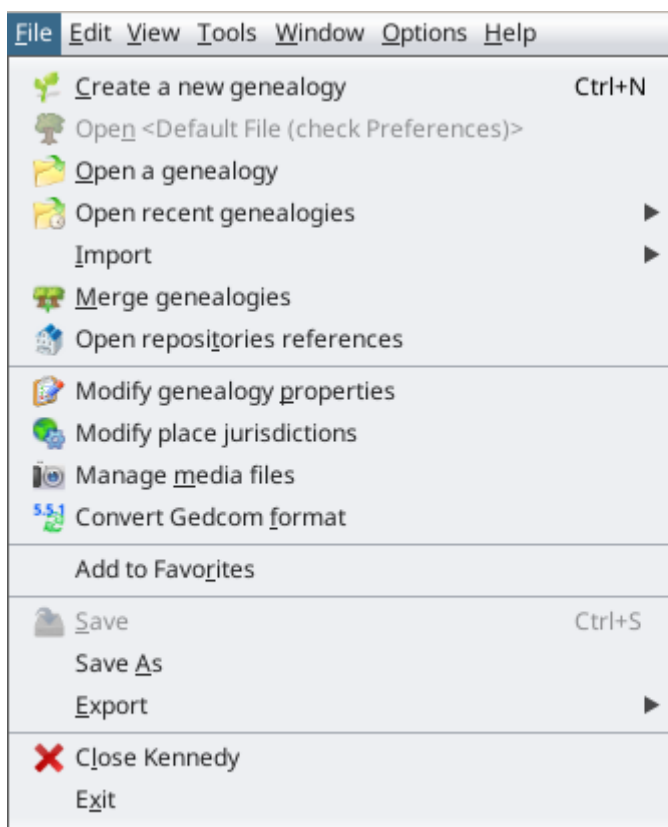 File Edit View Tools Window Options Help
Create a new genealogy Ctrl+N
Open <Default File (check Preferences)>
Open a genealogy
Open recent genealogies
Import
Merge genealogies
Open repositories references
Modify genealogy properties
Modify place jurisdictions
Manage media files
5.5.1 Convert Gedcom format
Add to Favorites
Save Ctrl+S
Save As
Export
Close Kennedy
Exit